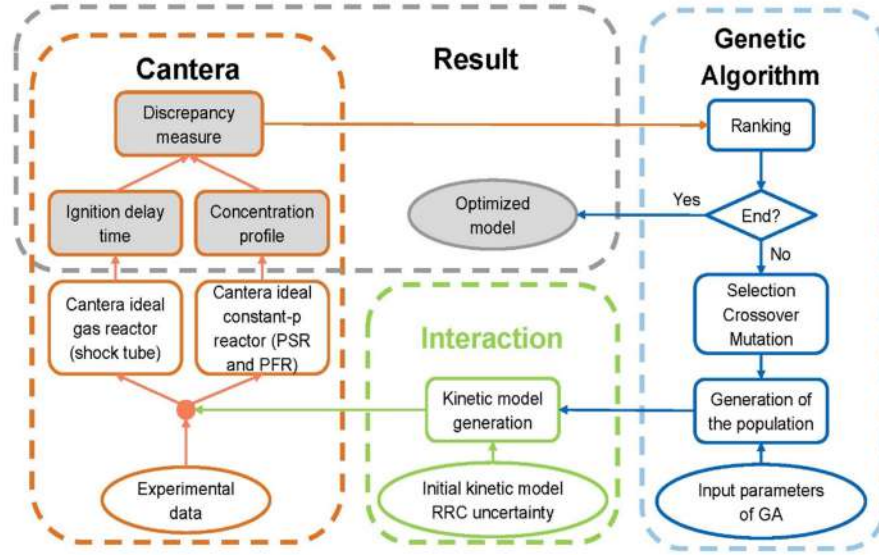 Cantera
Result
Genetic
Algorithm
Discrepancy
measure
Ranking
Ignition delay
time
Concentration
profile
Optimized
model
Yes
End?
No
Cantera ideal
gas reactor
(shock tube)
Cantera ideal
constant-p
reactor (PSR
and PFR)
Selection
Crossover
Mutation
Interaction
Kinetic model
generation
Generation of
the population
Experimental
data
Initial kinetic model
RRC uncertainty
Input parameters
of GA